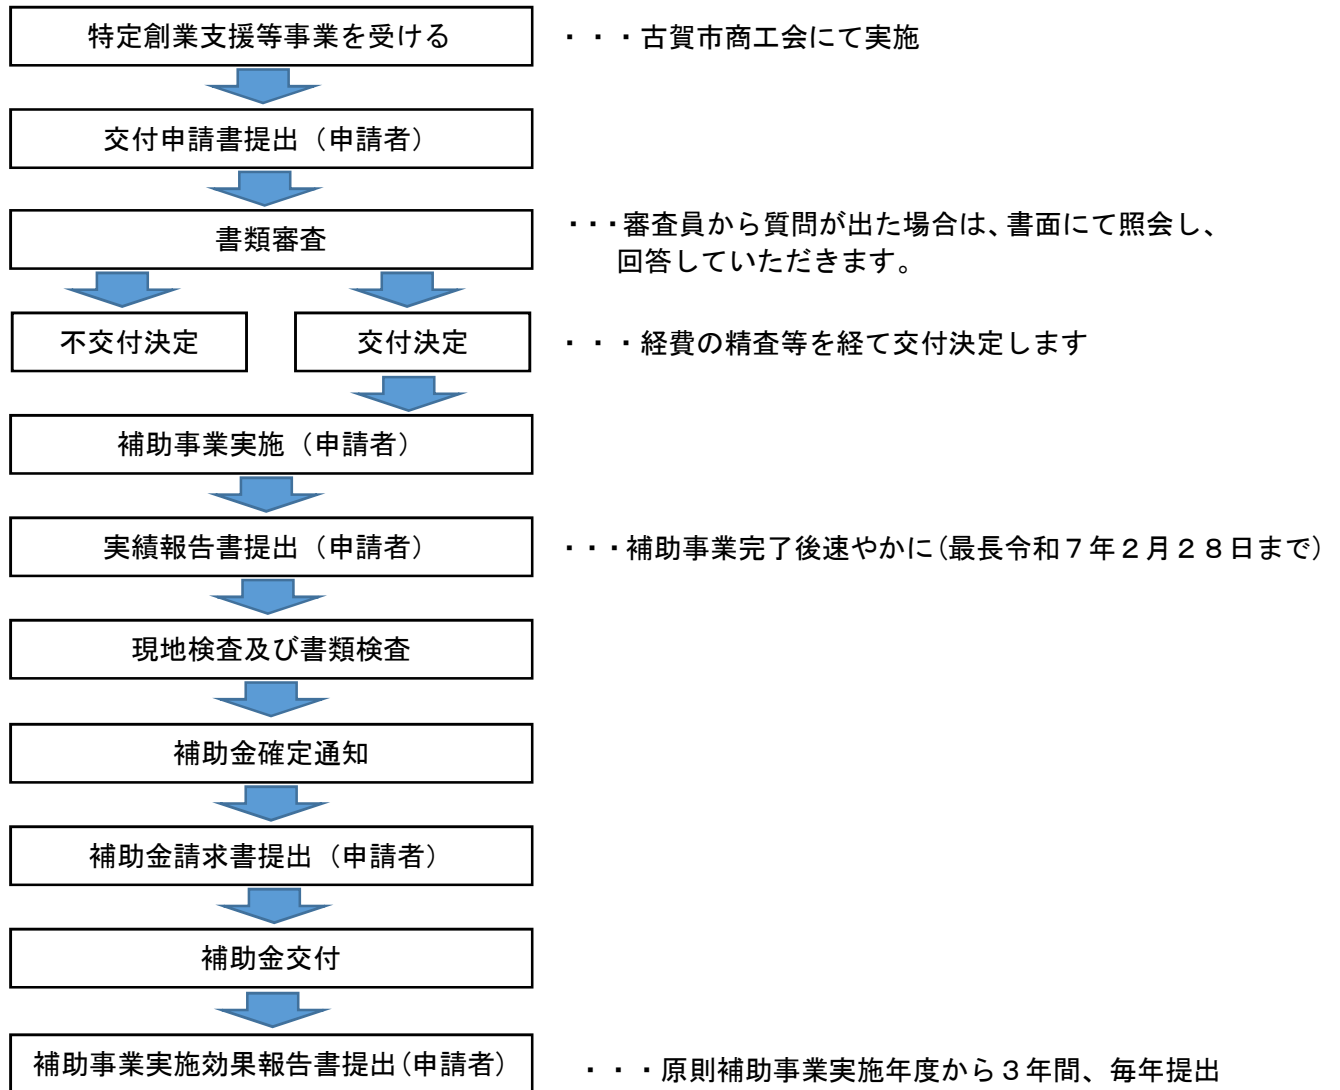 特定創業支援等事業を受ける ・・・古賀市商工会にて実施
交付申請書提出（申請者）
書類審査 ・・・審査員から質問が出た場合は、書面にて照会し、
回答していただきます。
不交付決定 交付決定 ・・・経費の精査等を経て交付決定します
補助事業実施（申請者）
実績報告書提出（申請者） ・・・補助事業完了後速やかに（最長令和７年２月２８日まで）
現地検査及び書類検査
補助金確定通知
補助金請求書提出（申請者）
補助金交付
補助事業実施効果報告書提出（申請者） ・・・原則補助事業実施年度から３年間、毎年提出